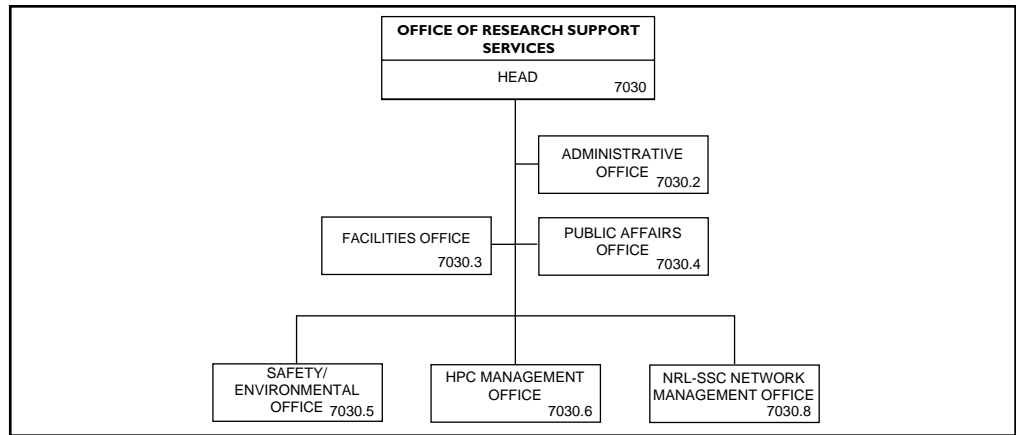 OFFICE OF RESEARCH SUPPORT
SERVICES
HEAD
7030
ADMINISTRATIVE
OFFICE
7030.2
FACILITIES OFFICE
7030.3
PUBLIC AFFAIRS
OFFICE
7030.4
SAFETY/
ENVIRONMENTAL
OFFICE 7030.5
HPC MANAGEMENT
OFFICE
7030.6
NRL-SSC NETWORK
MANAGEMENT OFFICE
7030.8